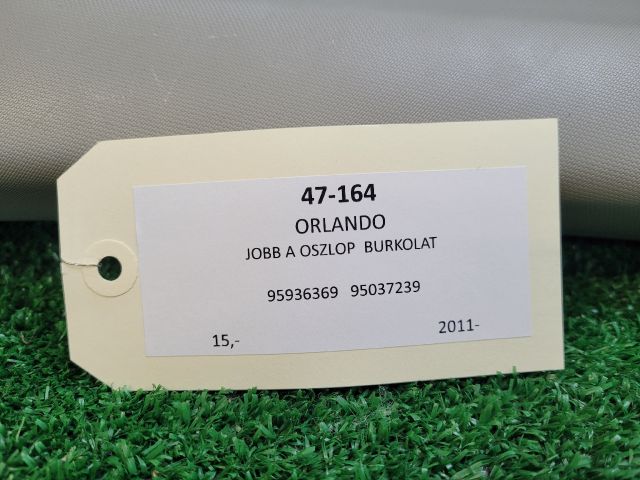 47-164
ORLANDO
JOBB A OSZLOP BURKOLAT
95936369 95037239
15,- 2011-